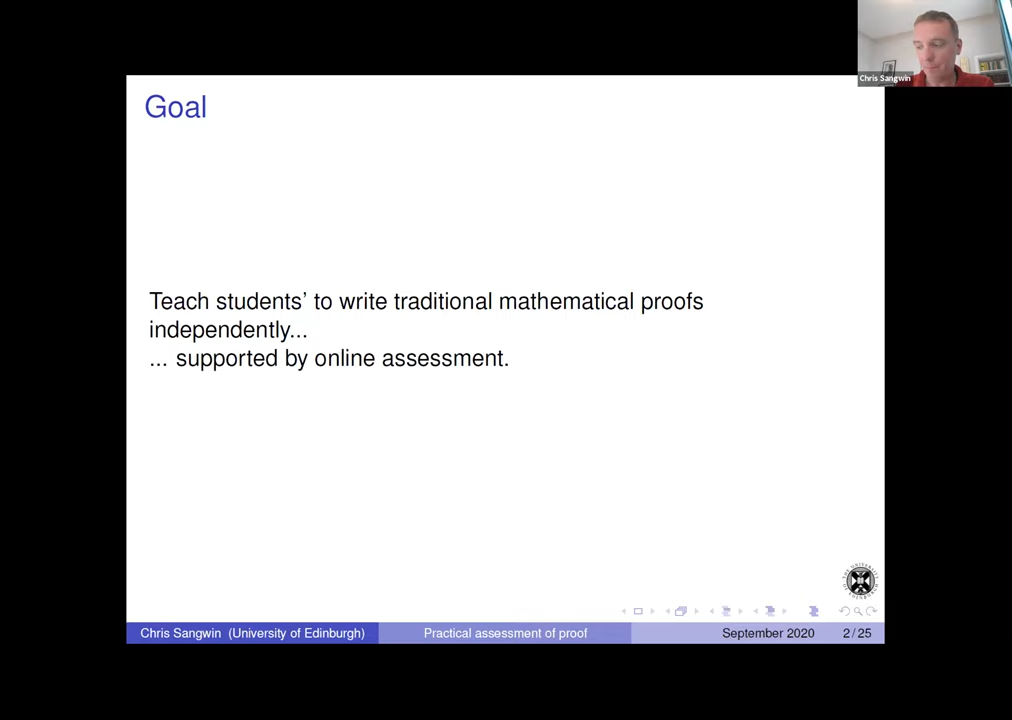 Chris Sangwin
Goal
Teach students' to write traditional mathematical proofs
independently...
... supported by online assessment.
Chris Sangwin (University of Edinburgh)
Practical assessment of proof
September 2020
2 / 25